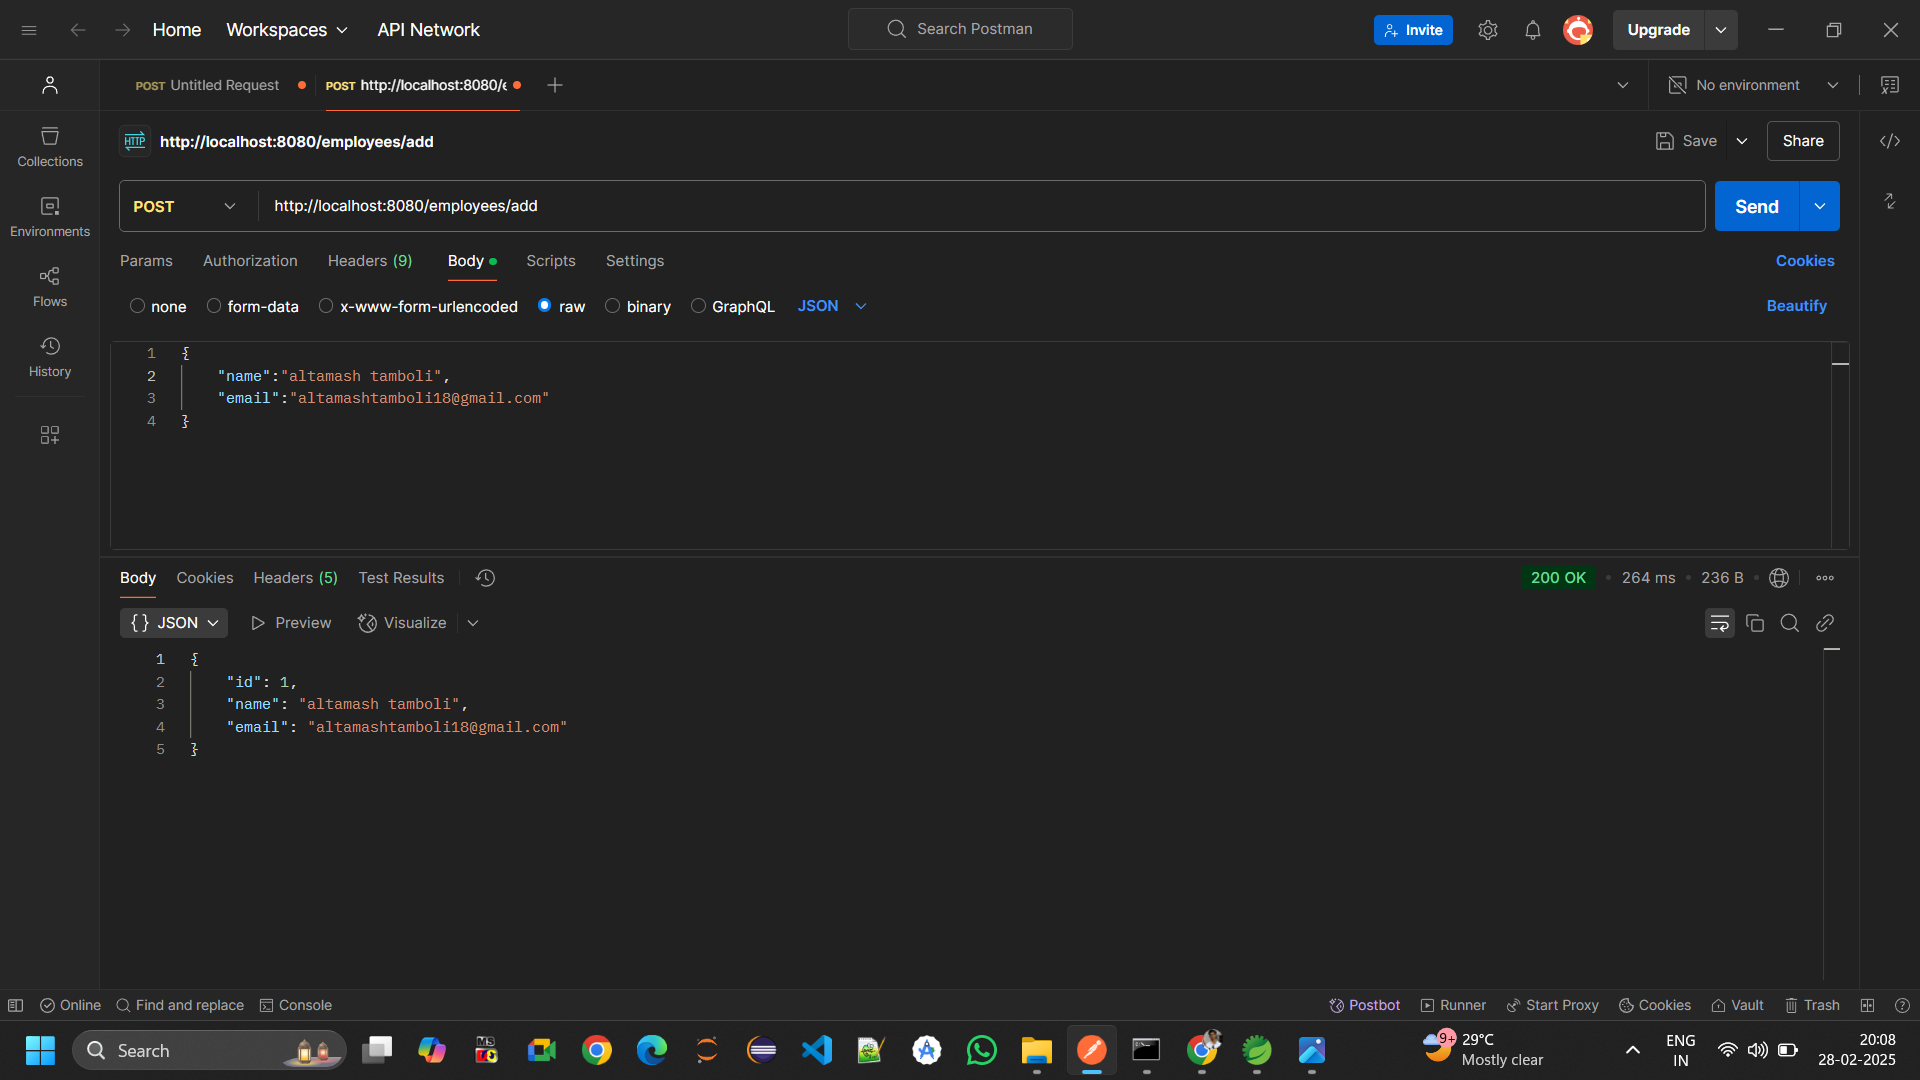 Home Workspaces API Network Search Postman Invite Upgrade
POST Untitled Request POST http://localhost:8080/e No environment
HTTP http://localhost:8080/employees/add Save Share
Collections
POST http://localhost:8080/employees/add Send
Environments
Params Authorization Headers (9) Body Scripts Settings Cookies
Flows
none form-data x-www-form-urlencoded raw binary GraphQL JSON Beautify
History
1 {
2 "name":"altamash tamboli",
3 "email":"altamashtamboli18@gmail.com"
4 }
Body Cookies Headers (5) Test Results 200 OK 264 ms 236 B
{} JSON Preview Visualize
1 {
2 "id": 1,
3 "name": "altamash tamboli",
4 "email": "altamashtamboli18@gmail.com"
5 }
Online Find and replace Console Postbot Runner Start Proxy Cookies Vault Trash
Search 9+ 29°C ENG 20:08
Mostly clear IN 28-02-2025